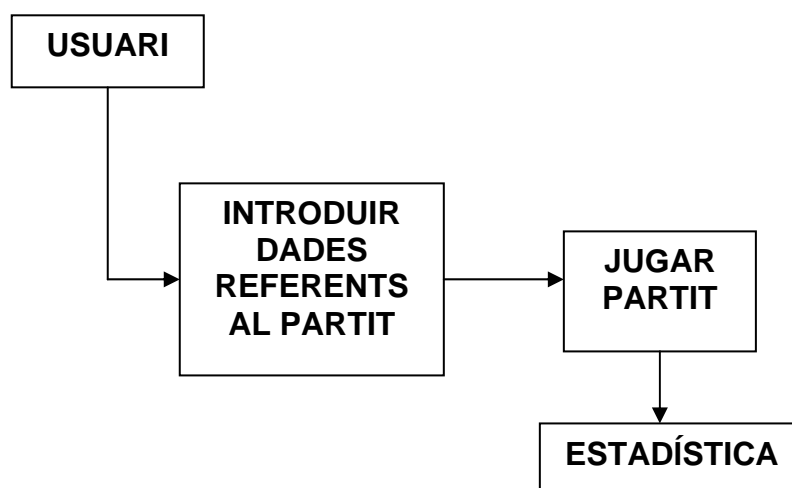 USUARI
INTRODUIR
DADES
REFERENTS
AL PARTIT
JUGAR
PARTIT
ESTADÍSTICA